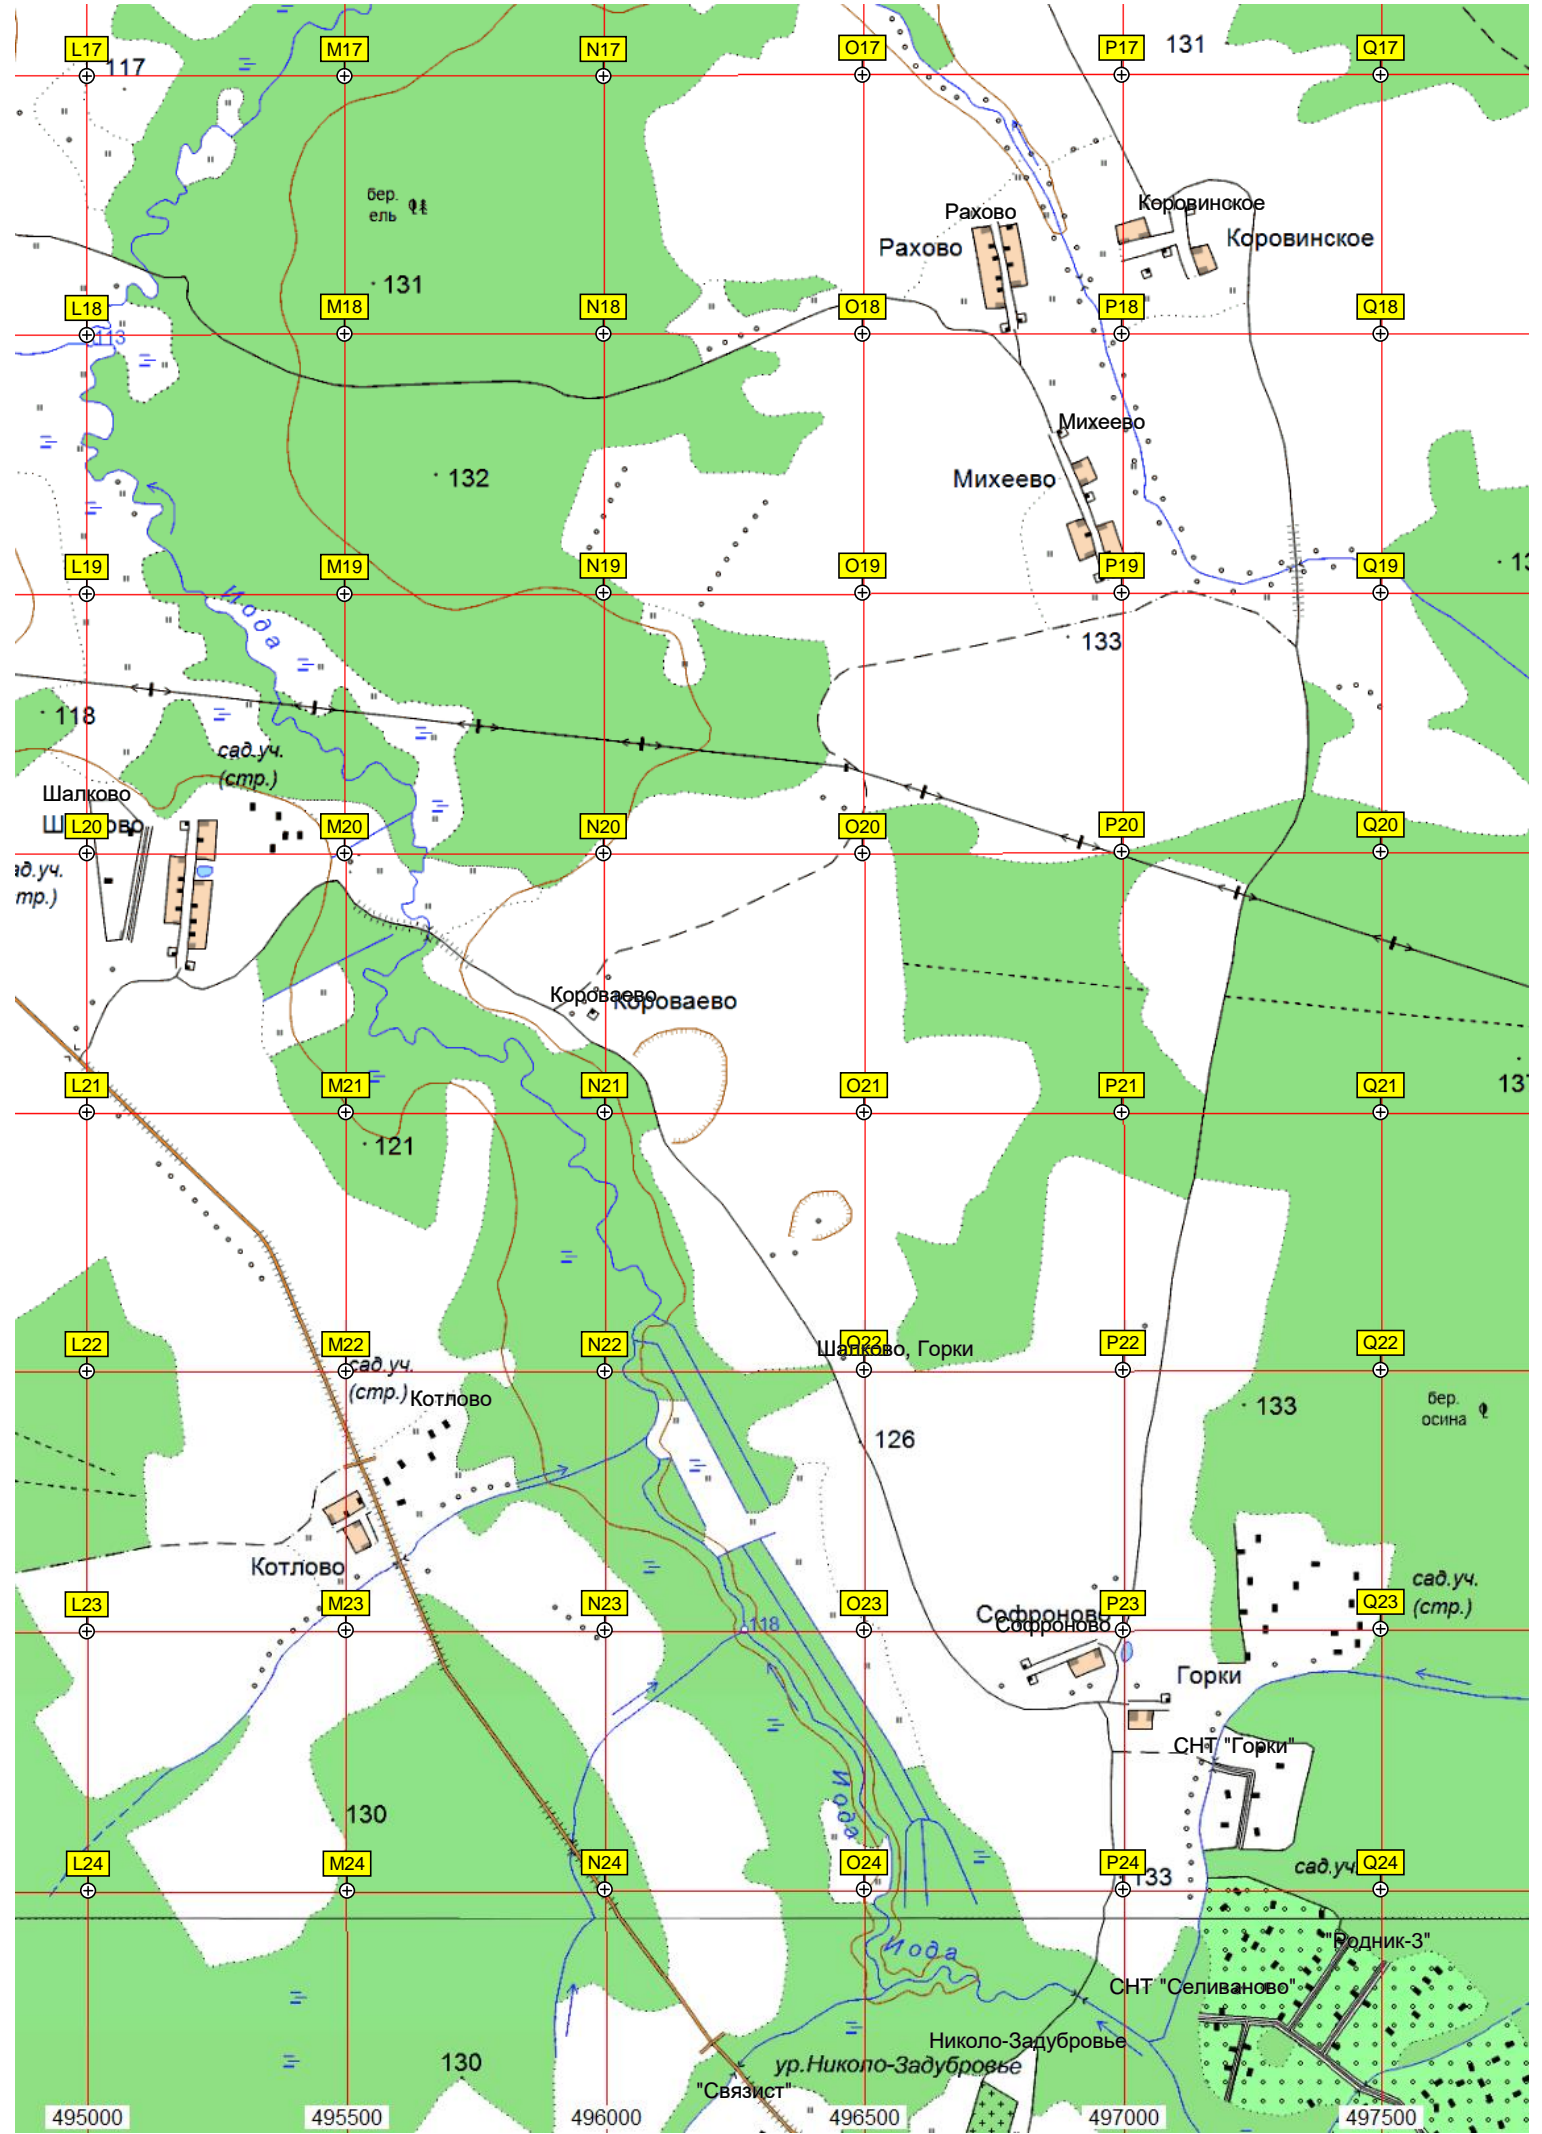 L17 M17 N17 O17 P17 131 Q17
117
бер.
ель
Рахово
Коровинское
Рахово
Коровинское
131
L18 M18 N18 O18 P18 Q18
113
Михеево
132
Михеево
L19 M19 N19 O19 P19 Q19
Иода
133
118
сад.уч.
(стр.)
Шалково
L20 M20 N20 O20 P20 Q20
Короваево
Короваево
L21 M21 N21 O21 P21 Q21
121
L22 M22 N22 O22 P22 Q22
Шалково, Горки
сад.уч.
(стр.)
Котлово
133
бер.
осина
126
Котлово
сад.уч.
(стр.)
L23 M23 N23 O23 P23 Q23
Софроново
Софроново
118
Горки
СНТ "Горки"
Иода
130
L24 M24 N24 O24 P24 Q24
133
сад.уч.
"Родник-3"
Иода
СНТ "Селиваново"
Николо-Задубровье
ур.Николо-Задубровье
130
"Связист"
495000 495500 496000 496500 497000 497500